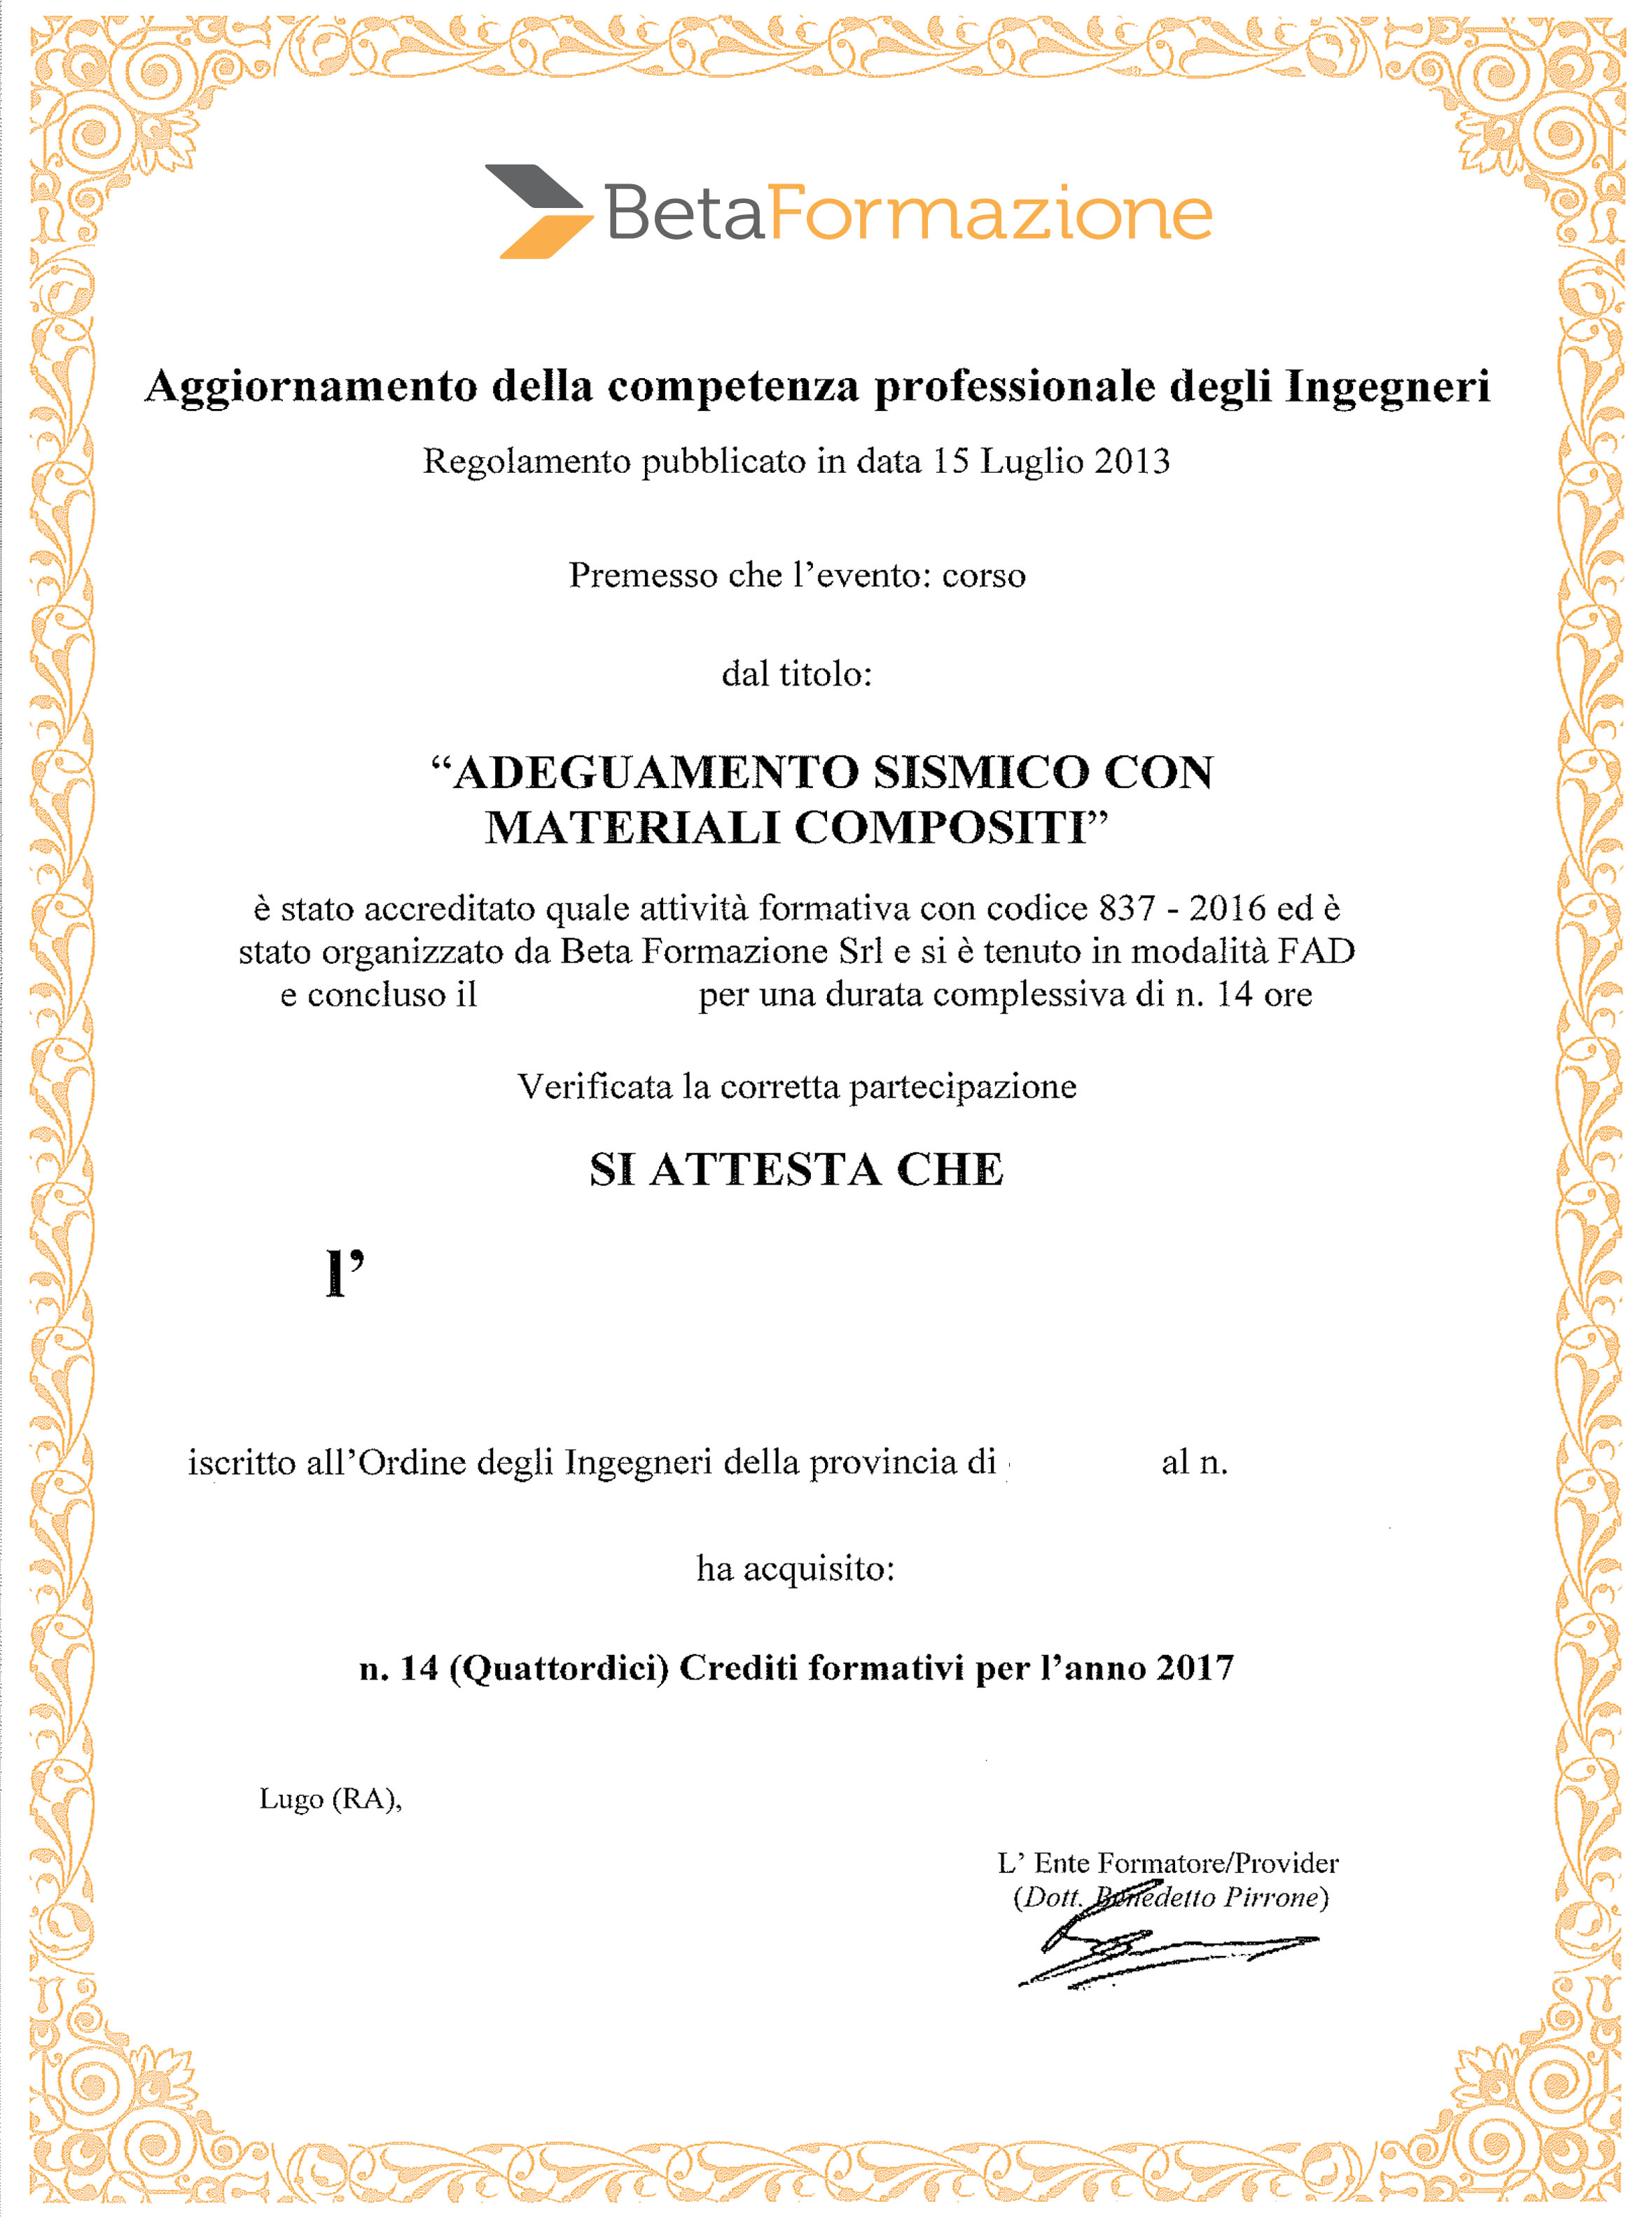 BetaFormazione
Aggiornamento della competenza professionale degli Ingegneri
Regolamento pubblicato in data 15 Luglio 2013
Premesso che l’evento: corso
dal titolo:
“ADEGUAMENTO SISMICO CON
MATERIALI COMPOSITI”
è stato accreditato quale attività formativa con codice 837 - 2016 ed è
stato organizzato da Beta Formazione Srl e si è tenuto in modalità FAD
e concluso il per una durata complessiva di n. 14 ore
Verificata la corretta partecipazione
SI ATTESTA CHE
l’
iscritto all’Ordine degli Ingegneri della provincia di al n.
ha acquisito:
n. 14 (Quattordici) Crediti formativi per l’anno 2017
Lugo (RA),
L’ Ente Formatore/Provider
(Dott. Benedetto Pirrone)